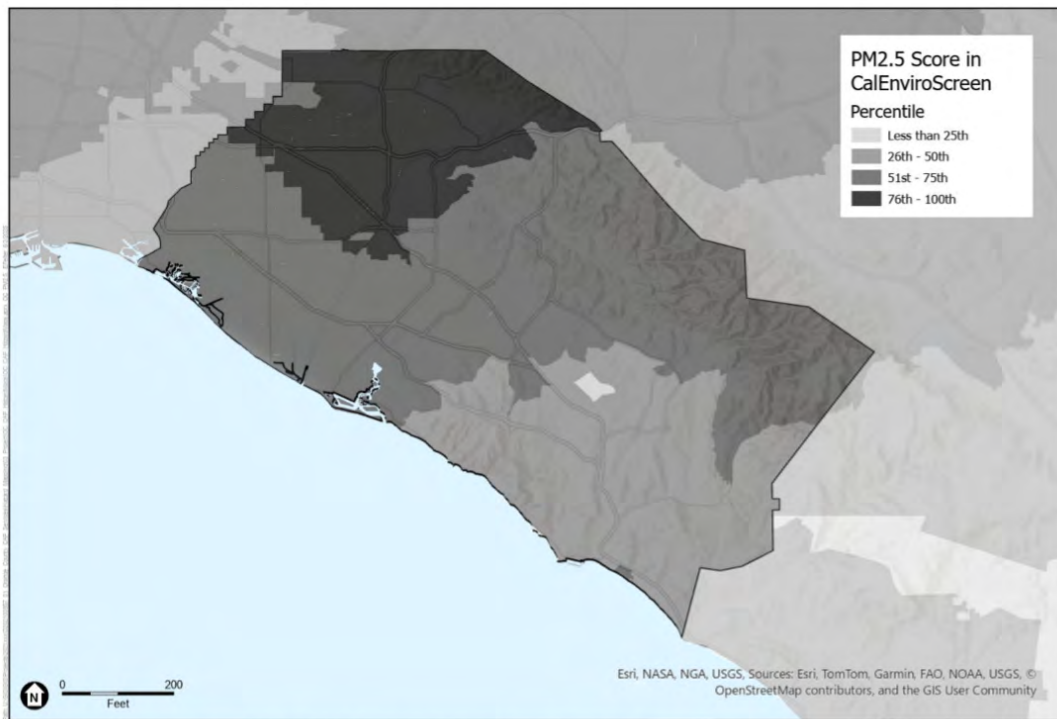 PM2.5 Score in
CalEnviroScreen
Percentile
Less than 25th
26th - 50th
51st - 75th
76th - 100th
N
0 200
Feet
Esri, NASA, NGA, USGS, Sources: Esri, TomTom, Garmin, FAO, NOAA, USGS, ©
OpenStreetMap contributors, and the GIS User Community